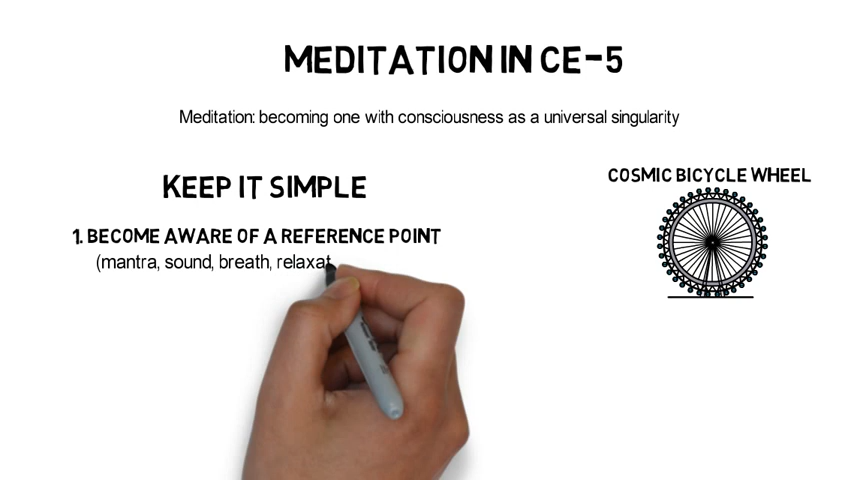 MEDITATION IN CE-5
Meditation: becoming one with consciousness as a universal singularity
KEEP IT SIMPLE
COSMIC BICYCLE WHEEL
1. BECOME AWARE OF A REFERENCE POINT
(mantra, sound, breath, relaxat